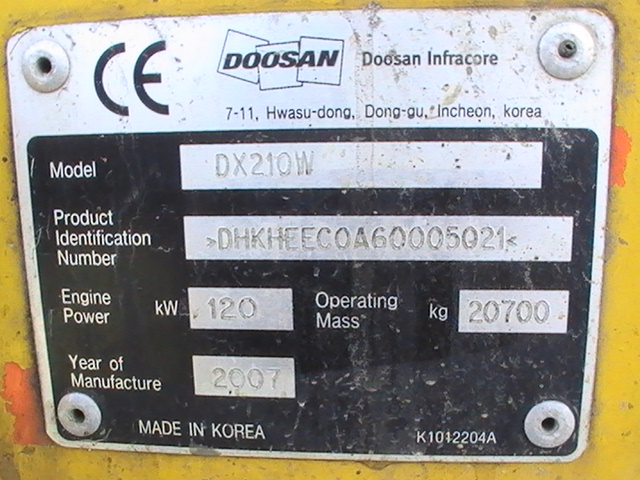 CE DOOSAN Doosan Infracore
7-11, Hwasu-dong, Dong-gu, Incheon, korea
Model DX210W
Product Identification Number >DHKHEEC0A60005021<
Engine Power kW 120 Operating Mass kg 20700
Year of Manufacture 2007
MADE IN KOREA K1012204A